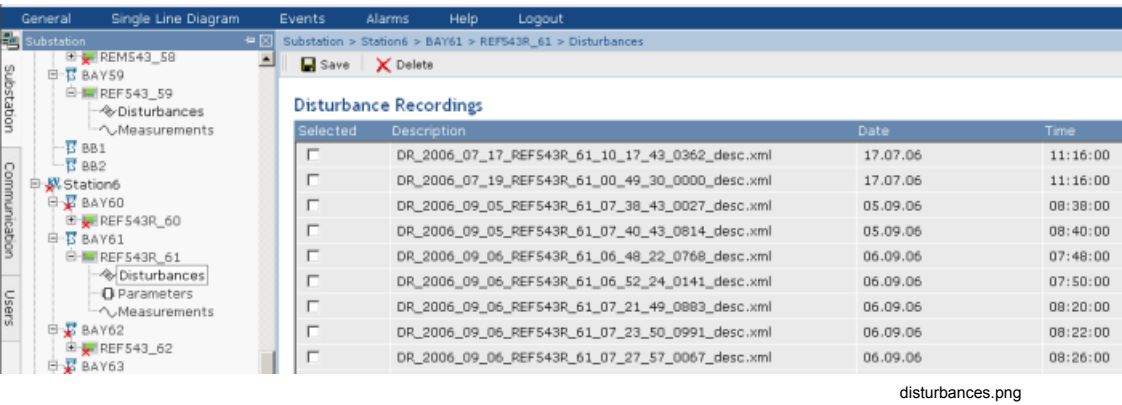 General Single Line Diagram Events Alarms Help Logout
Substation
Communication
Users
Substation
REM543_58
BAY59
REF543_59
Disturbances
Measurements
BB1
BB2
Station6
BAY60
REF543R_60
BAY61
REF543R_61
Disturbances
Parameters
Measurements
BAY62
REF543_62
BAY63
Substation > Station6 > BAY61 > REF543R_61 > Disturbances
Save Delete
Disturbance Recordings
Selected Description Date Time
DR_2006_07_17_REF543R_61_10_17_43_0362_desc.xml 17.07.06 11:16:00
DR_2006_07_19_REF543R_61_00_49_30_0000_desc.xml 17.07.06 11:16:00
DR_2006_09_05_REF543R_61_07_38_43_0027_desc.xml 05.09.06 08:38:00
DR_2006_09_05_REF543R_61_07_40_43_0814_desc.xml 05.09.06 08:40:00
DR_2006_09_06_REF543R_61_06_48_22_0768_desc.xml 06.09.06 07:48:00
DR_2006_09_06_REF543R_61_06_52_24_0141_desc.xml 06.09.06 07:50:00
DR_2006_09_06_REF543R_61_07_21_49_0883_desc.xml 06.09.06 08:20:00
DR_2006_09_06_REF543R_61_07_23_50_0991_desc.xml 06.09.06 08:22:00
DR_2006_09_06_REF543R_61_07_27_57_0067_desc.xml 06.09.06 08:26:00
disturbances.png